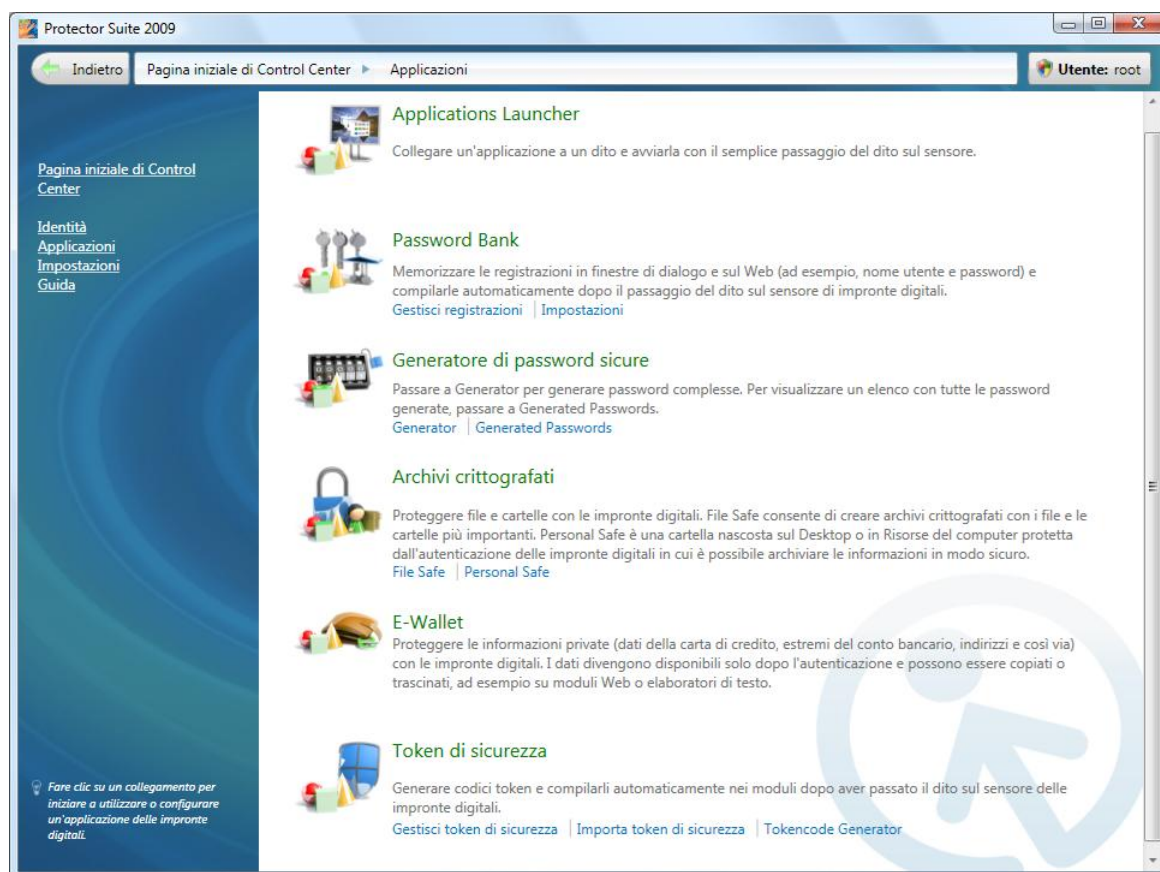 Protector Suite 2009
Indietro
Pagina iniziale di Control Center
Applicazioni
Utente: root
Pagina iniziale di Control
Center
Identità
Applicazioni
Impostazioni
Guida
Fare clic su un collegamento per
iniziare a utilizzare o configurare
un'applicazione delle impronte
digitali.
Applications Launcher
Collegare un'applicazione a un dito e avviarla con il semplice passaggio del dito sul sensore.
Password Bank
Memorizzare le registrazioni in finestre di dialogo e sul Web (ad esempio, nome utente e password) e
compilarle automaticamente dopo il passaggio del dito sul sensore di impronte digitali.
Gestisci registrazioni | Impostazioni
Generatore di password sicure
Passare a Generator per generare password complesse. Per visualizzare un elenco con tutte le password
generate, passare a Generated Passwords.
Generator | Generated Passwords
Archivi crittografati
Proteggere file e cartelle con le impronte digitali. File Safe consente di creare archivi crittografati con i file e le
cartelle più importanti. Personal Safe è una cartella nascosta sul Desktop o in Risorse del computer protetta
dall'autenticazione delle impronte digitali in cui è possibile archiviare le informazioni in modo sicuro.
File Safe | Personal Safe
E-Wallet
Proteggere le informazioni private (dati della carta di credito, estremi del conto bancario, indirizzi e così via)
con le impronte digitali. I dati divengono disponibili solo dopo l'autenticazione e possono essere copiati o
trascinati, ad esempio su moduli Web o elaboratori di testo.
Token di sicurezza
Generare codici token e compilarli automaticamente nei moduli dopo aver passato il dito sul sensore delle
impronte digitali.
Gestisci token di sicurezza | Importa token di sicurezza | Tokencode Generator